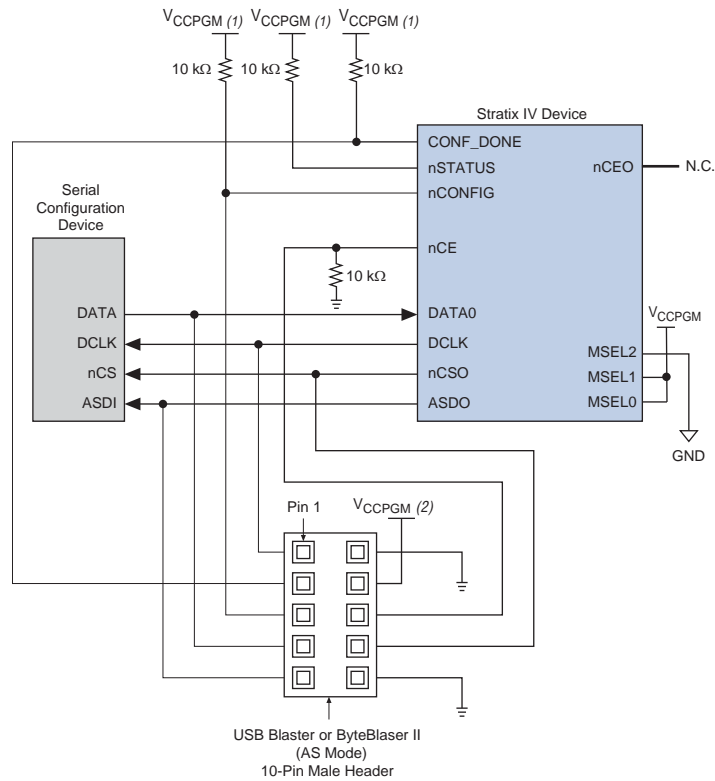 VCCPGM (1) VCCPGM (1) VCCPGM (1)
10 kΩ 10 kΩ 10 kΩ
Stratix IV Device
CONF_DONE
nSTATUS
nCONFIG
nCE
nCEO N.C.
10 kΩ
Serial
Configuration
Device
DATA
DCLK
nCS
ASDI
DATA0
DCLK
nCSO
ASDO
VCCPGM
MSEL2
MSEL1
MSEL0
GND
Pin 1
VCCPGM (2)
USB Blaster or ByteBlaser II
(AS Mode)
10-Pin Male Header